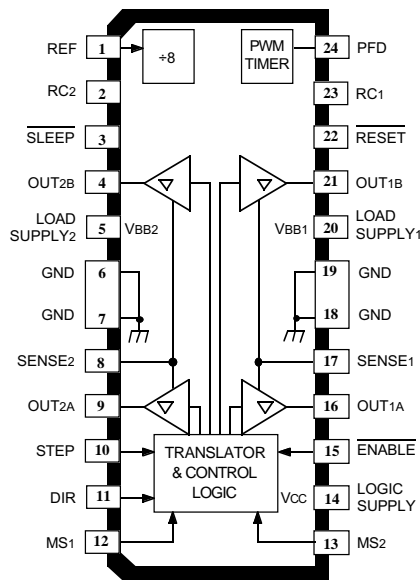 REF 1 ÷8 PWM TIMER 24 PFD
RC2 2 23 RC1
SLEEP 3 22 RESET
OUT2B 4 21 OUT1B
LOAD SUPPLY2 5 VBB2 VBB1 20 LOAD SUPPLY1
GND 6 19 GND
GND 7 18 GND
SENSE2 8 17 SENSE1
OUT2A 9 16 OUT1A
STEP 10 TRANSLATOR & CONTROL LOGIC 15 ENABLE
DIR 11 VCC 14 LOGIC SUPPLY
MS1 12 13 MS2